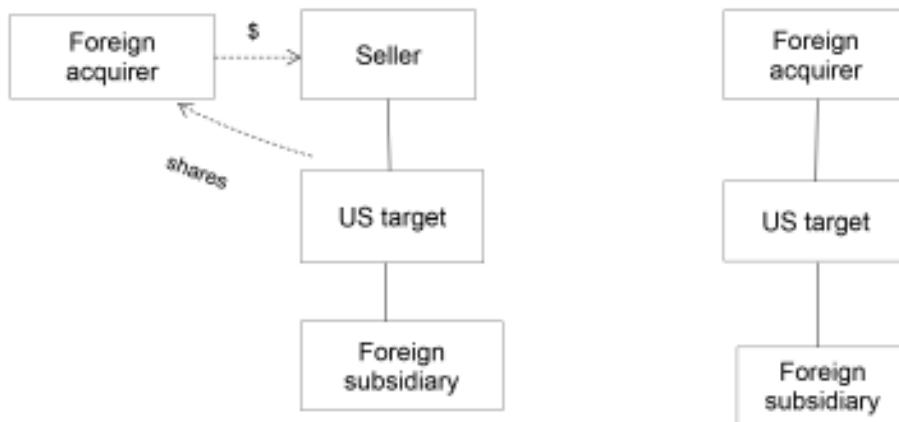 Foreign
acquirer
$
Seller
shares
US target
Foreign
subsidiary
Foreign
acquirer
US target
Foreign
subsidiary